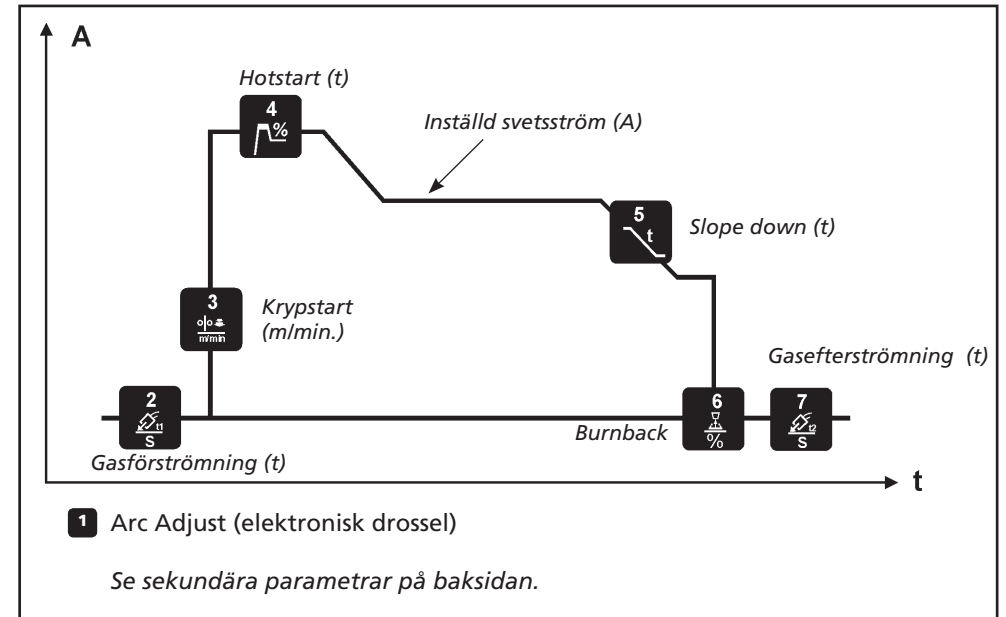 A
Hotstart (t)
4
%
Inställd svetsström (A)
5
t
Slope down (t)
3
m/min
Krypstart
(m/min.)
Gasefterströmning (t)
2
t1
S
6
%
7
t2
S
Burnback
Gasförströmning (t)
t
1 Arc Adjust (elektronisk drossel)
Se sekundära parametrar på baksidan.